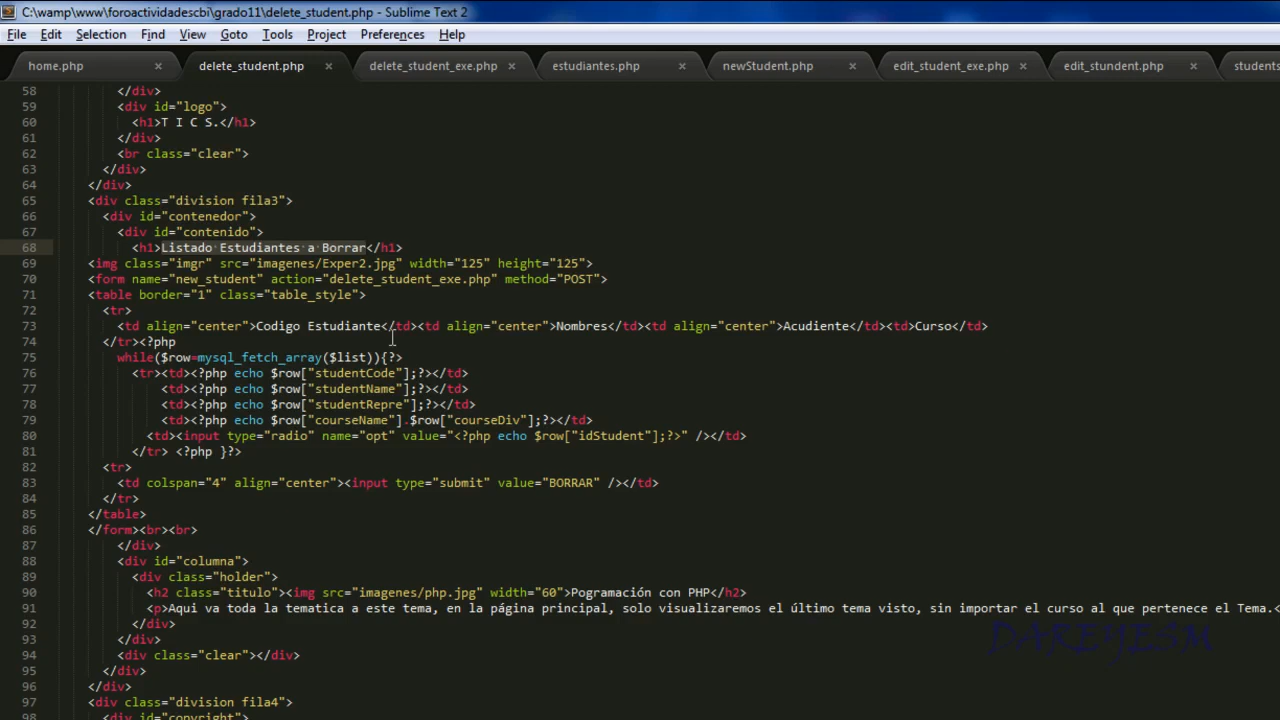 C:\wamp\www\foroactividadescbi\grado11\delete_student.php - Sublime Text 2
File Edit Selection Find View Goto Tools Project Preferences Help
home.php × delete_student.php × delete_student_exe.php × estudiantes.php × newStudent.php × edit_student_exe.php × edit_stundent.php × students
58 </div>
59 <div id="logo">
60 <h1>T I C S.</h1>
61 </div>
62 <br class="clear">
63 </div>
64 </div>
65 <div class="division fila3">
66 <div id="contenedor">
67 <div id="contenido">
68 <h1>Listado Estudiantes a Borrar</h1>
69 <img class="imgr" src="imagenes/Exper2.jpg" width="125" height="125">
70 <form name="new_student" action="delete_student_exe.php" method="POST">
71 <table border="1" class="table_style">
72 <tr>
73 <td align="center">Codigo Estudiante</td><td align="center">Nombres</td><td align="center">Acudiente</td><td>Curso</td>
74 </tr><?php
75 while($row=mysql_fetch_array($list)){?>
76 <tr><td><?php echo $row["studentCode"];?></td>
77 <td><?php echo $row["studentName"];?></td>
78 <td><?php echo $row["studentRepre"];?></td>
79 <td><?php echo $row["courseName"].$row["courseDiv"];?></td>
80 <td><input type="radio" name="opt" value="<?php echo $row["idStudent"];?>" /></td>
81 </tr> <?php }?>
82 <tr>
83 <td colspan="4" align="center"><input type="submit" value="BORRAR" /></td>
84 </tr>
85 </table>
86 </form><br><br>
87 </div>
88 <div id="columna">
89 <div class="holder">
90 <h2 class="titulo"><img src="imagenes/php.jpg" width="60">Pogramación con PHP</h2>
91 <p>Aqui va toda la tematica a este tema, en la página principal, solo visualizaremos el último tema visto, sin importar el curso al que pertenece el Tema.<
92 </div>
93 </div>
94 <div class="clear"></div>
95 </div>
96 </div>
97 <div class="division fila4">
98 <div id="copyright">
DAREYESM